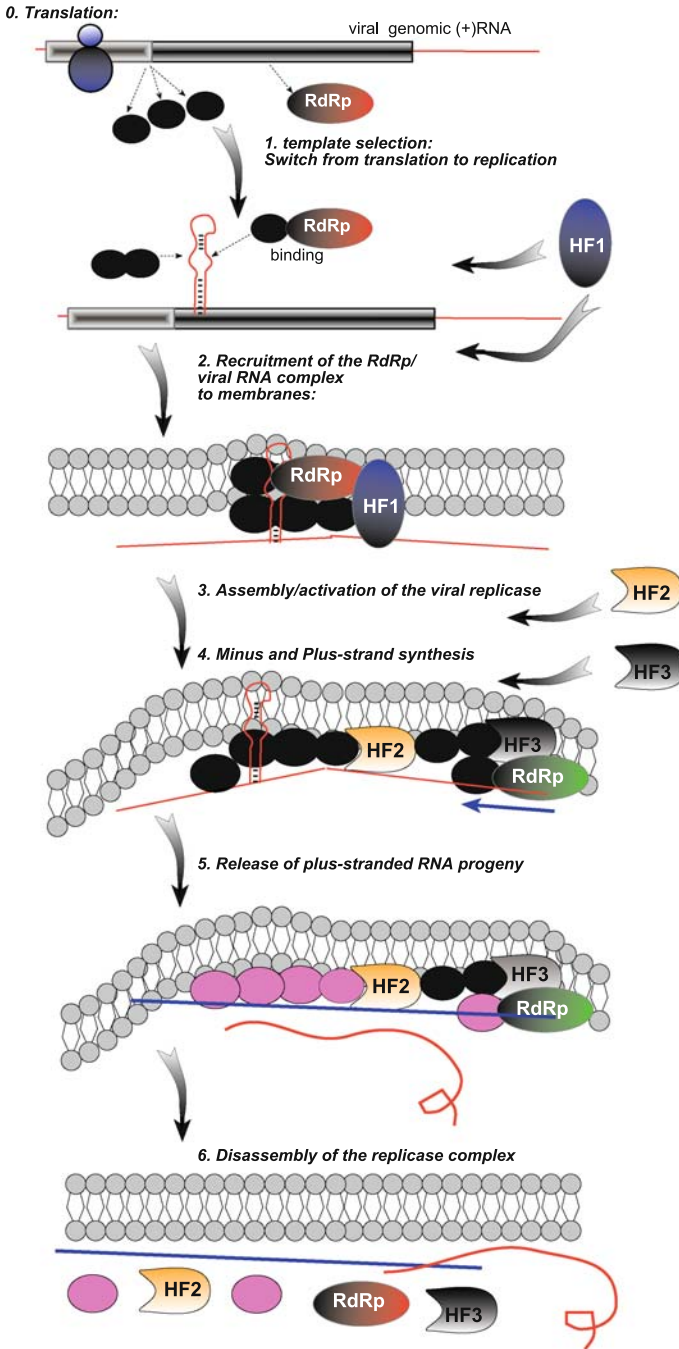 0. Translation:
viral genomic (+)RNA
RdRp
1. template selection:
Switch from translation to replication
RdRp
binding
HF1
2. Recruitment of the RdRp/
viral RNA complex
to membranes:
RdRp
HF1
3. Assembly/activation of the viral replicase
HF2
4. Minus and Plus-strand synthesis
HF3
HF2
HF3
RdRp
5. Release of plus-stranded RNA progeny
HF2
HF3
RdRp
6. Disassembly of the replicase complex
HF2
RdRp
HF3